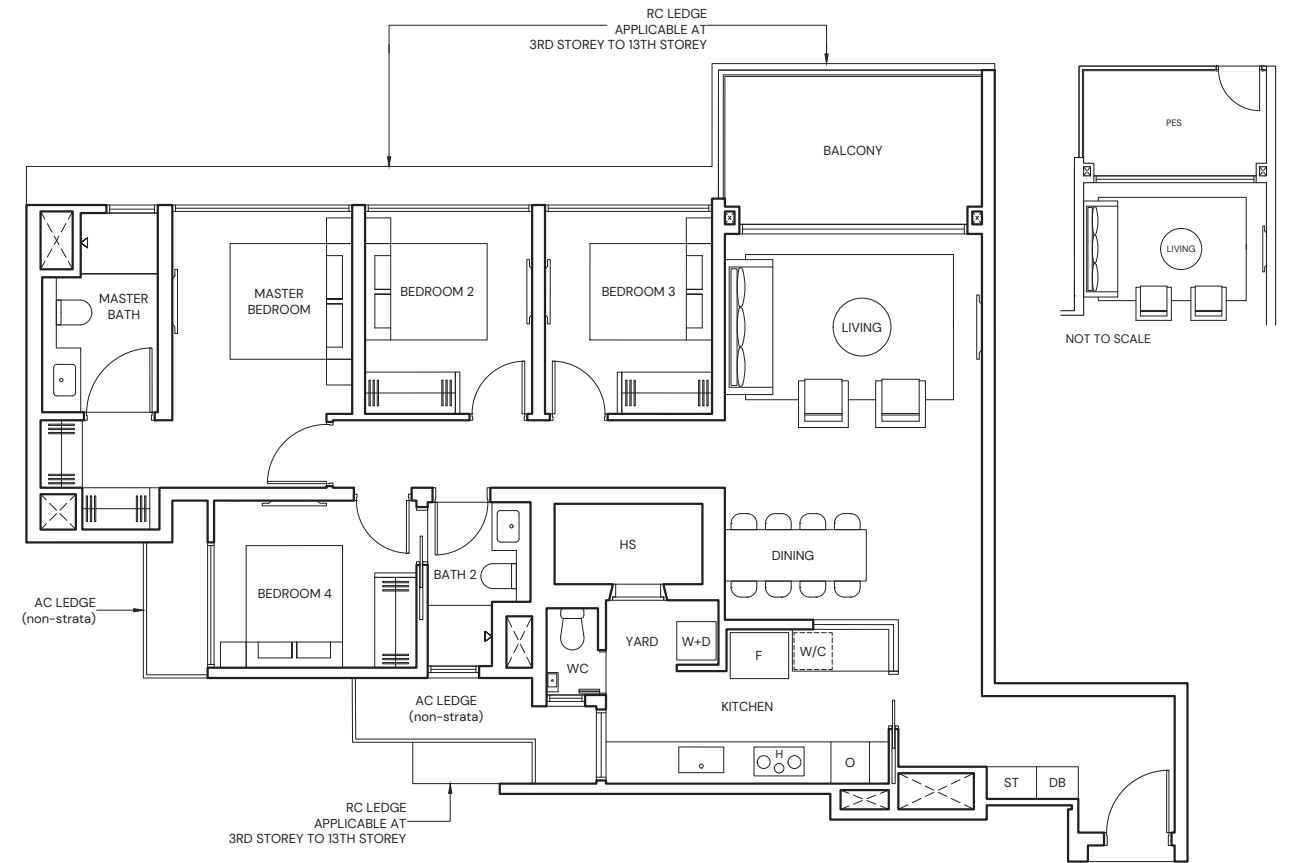 RC LEDGE
APPLICABLE AT
3RD STOREY TO 13TH STOREY
BALCONY
PES
MASTER
BATH
MASTER
BEDROOM
BEDROOM 2
BEDROOM 3
LIVING
LIVING
NOT TO SCALE
HS
DINING
BATH 2
BEDROOM 4
AC LEDGE
(non-strata)
YARD
W+D
F
W/C
WC
AC LEDGE
(non-strata)
KITCHEN
H
O
ST
DB
RC LEDGE
APPLICABLE AT
3RD STOREY TO 13TH STOREY